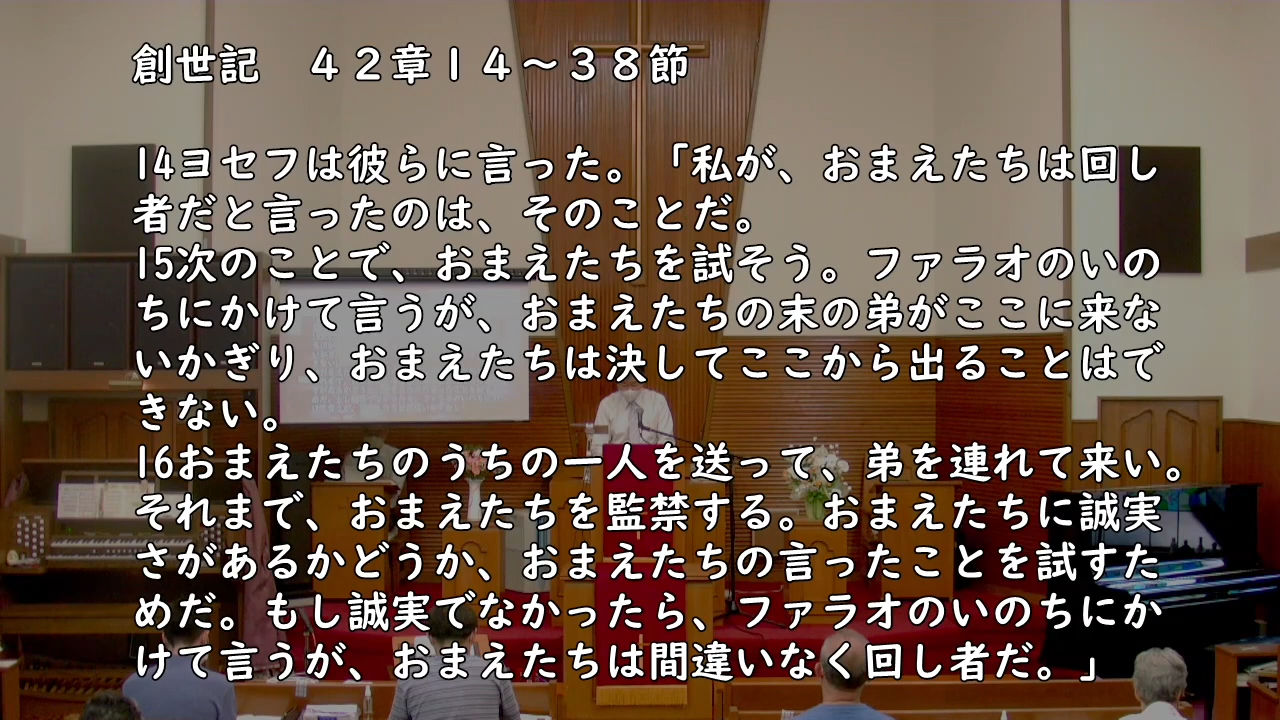 創世記　４２章１４～３８節
14ヨセフは彼らに言った。「私が、おまえたちは回し
者だと言ったのは、そのことだ。
15次のことで、おまえたちを試そう。ファラオのいの
ちにかけて言うが、おまえたちの末の弟がここに来な
いかぎり、おまえたちは決してここから出ることはで
きない。
16おまえたちのうちの一人を送って、弟を連れて来い。
それまで、おまえたちを監禁する。おまえたちに誠実
さがあるかどうか、おまえたちの言ったことを試すた
めだ。もし誠実でなかったら、ファラオのいのちにか
けて言うが、おまえたちは間違いなく回し者だ。」